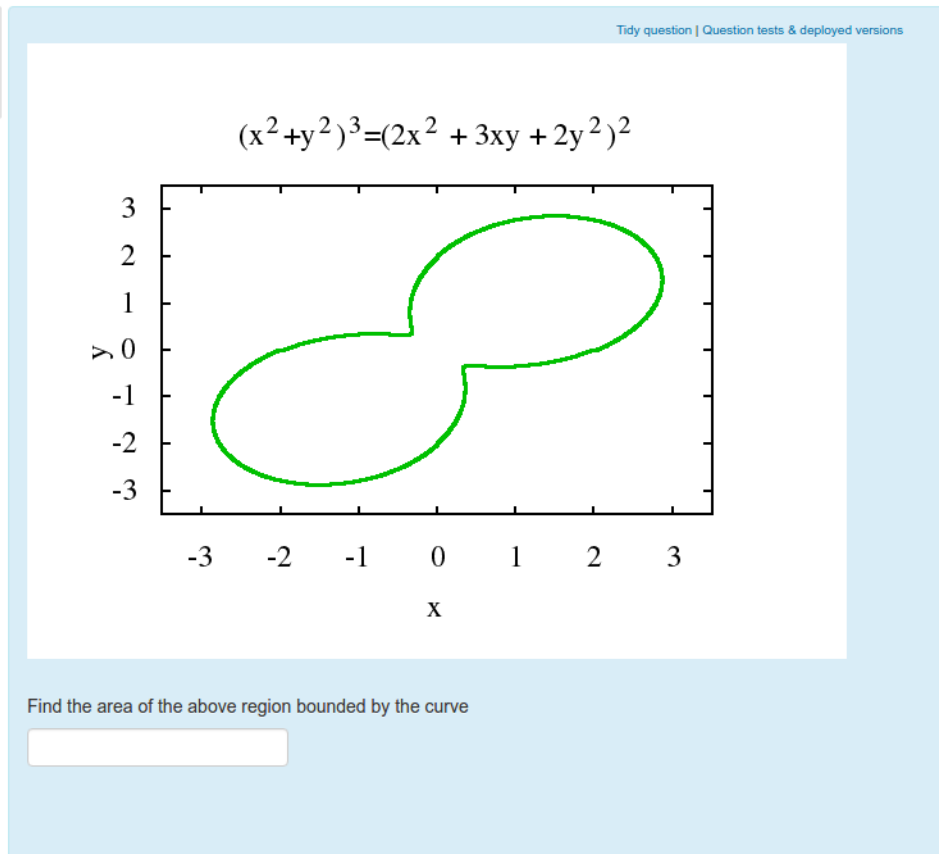 Tidy question | Question tests & deployed versions
(x²+y²)³=(2x² + 3xy + 2y²)²
3
2
1
0
-1
-2
-3
y
-3 -2 -1 0 1 2 3
x
Find the area of the above region bounded by the curve